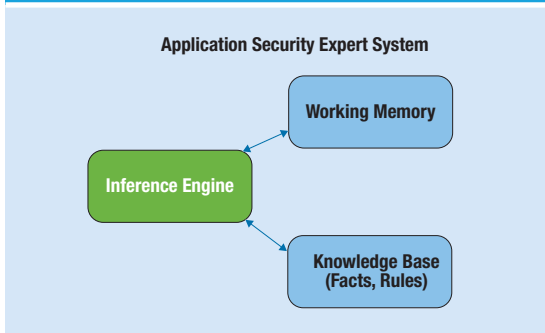 Application Security Expert System
Working Memory
Inference Engine
Knowledge Base
(Facts, Rules)